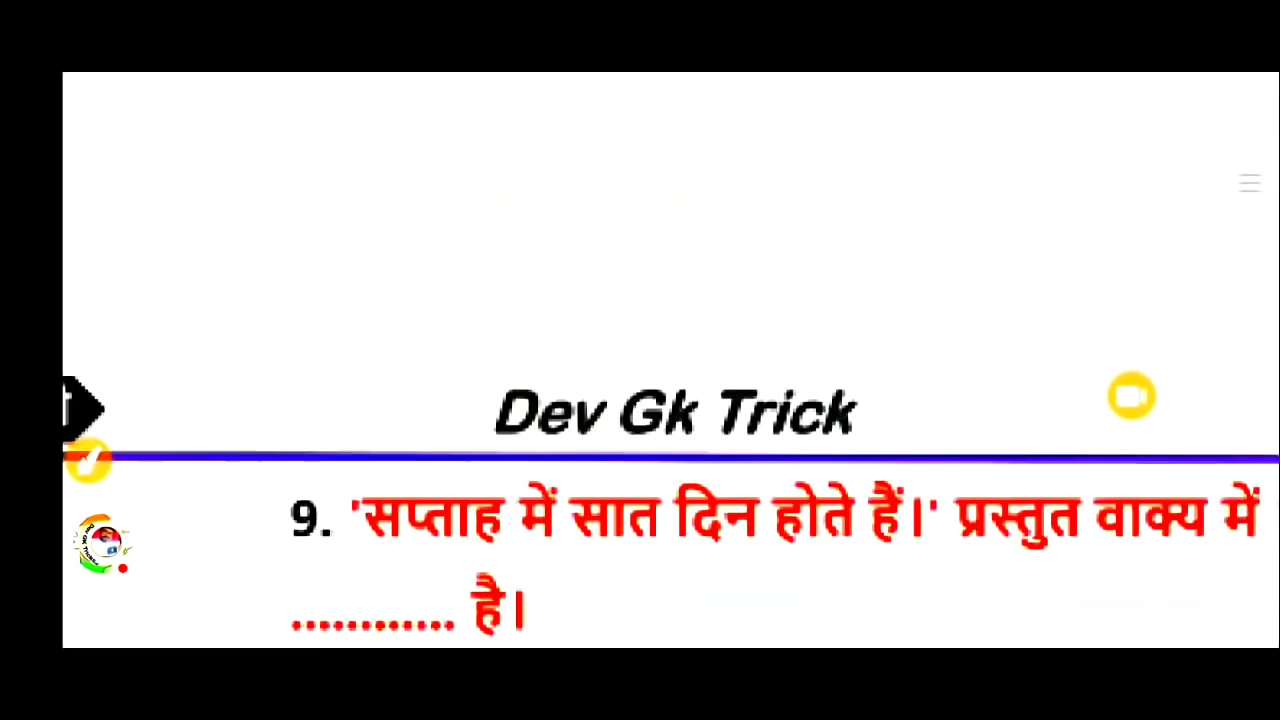 Dev Gk Trick
9. 'सप्ताह में सात दिन होते हैं।' प्रस्तुत वाक्य में
............ है।